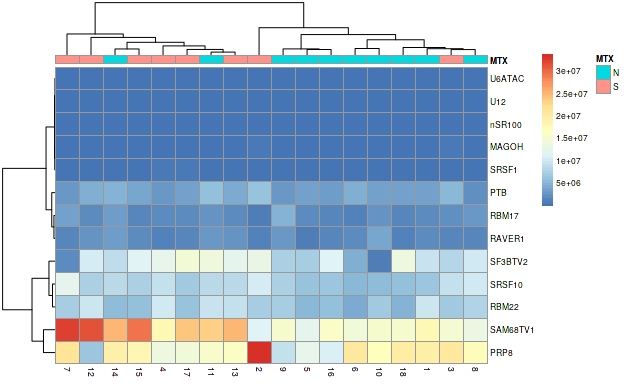 MTX
MTX
N
S
3e+07
2.5e+07
2e+07
1.5e+07
1e+07
5e+06
U6ATAC
U12
nSR100
MAGOH
SRSF1
PTB
RBM17
RAVER1
SF3BTV2
SRSF10
RBM22
SAM68TV1
PRP8
7 12 14 15 4 17 11 13 2 9 5 16 6 10 18 1 3 8